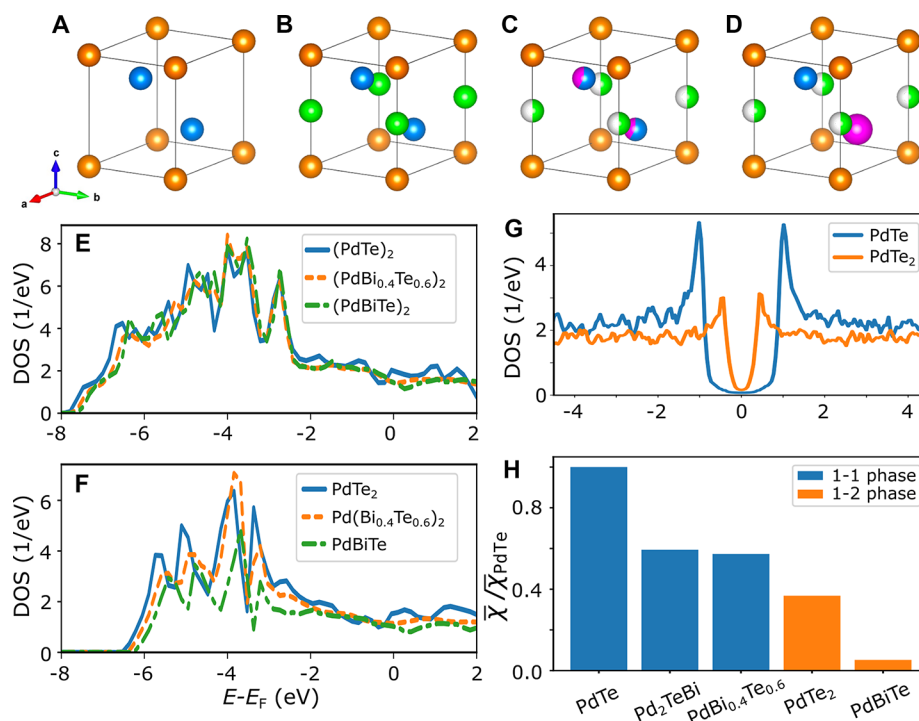 A
B
C
D
c
a
b
E
DOS (1/eV)
8
6
4
2
0
(PdTe)₂
(PdBi₀.₄Te₀.₆)₂
(PdBiTe)₂
-8
-6
-4
-2
0
2
G
DOS (1/eV)
4
2
0
PdTe
PdTe₂
-4
-2
0
2
4
F
DOS (1/eV)
6
4
2
0
PdTe₂
Pd(Bi₀.₄Te₀.₆)₂
PdBiTe
-8
-6
-4
-2
0
2
E-E_F (eV)
H
χ̅/χ̅_PdTe
0.8
0.4
0.0
1-1 phase
1-2 phase
PdTe
Pd₂TeBi
PdBi₀.₄Te₀.₆
PdTe₂
PdBiTe